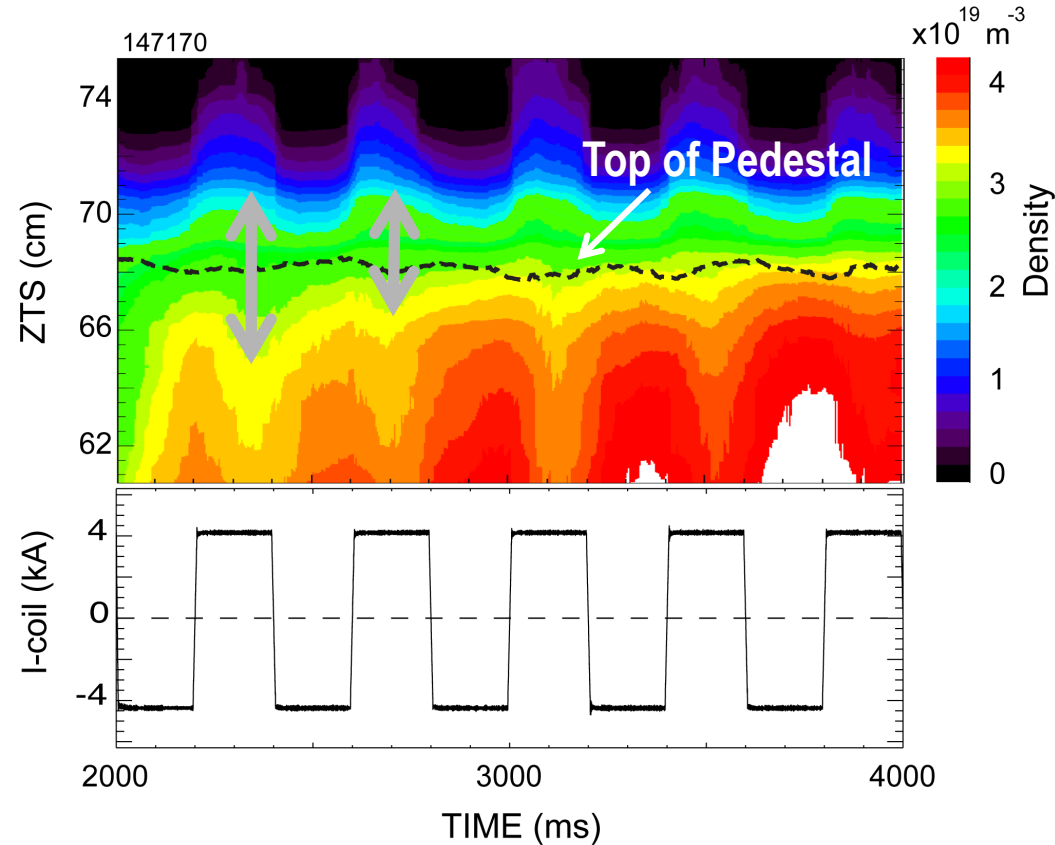 147170
x10^19 m^-3
74
70
66
62
ZTS (cm)
Top of Pedestal
4
3
2
1
0
Density
4
0
-4
I-coil (kA)
2000 3000 4000
TIME (ms)